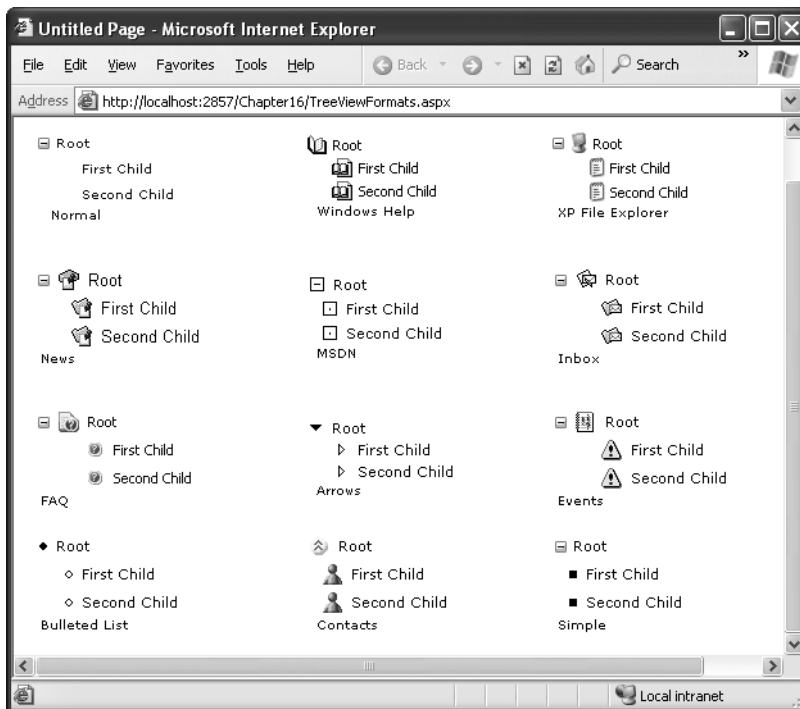 Untitled Page - Microsoft Internet Explorer
File Edit View Favorites Tools Help Back Search »
Address http://localhost:2857/Chapter16/TreeViewFormats.aspx
Root
First Child
Second Child
Normal
Root
First Child
Second Child
Windows Help
Root
First Child
Second Child
XP File Explorer
Root
First Child
Second Child
News
Root
First Child
Second Child
MSDN
Root
First Child
Second Child
Inbox
Root
First Child
Second Child
FAQ
Root
First Child
Second Child
Arrows
Root
First Child
Second Child
Events
Root
First Child
Second Child
Bulleted List
Root
First Child
Second Child
Contacts
Root
First Child
Second Child
Simple
Local intranet